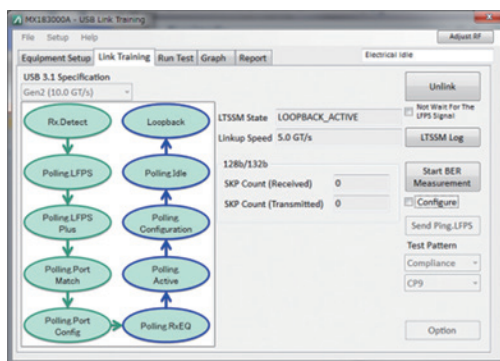 MX183000A - USB Link Training
File Setup Help
Adjust RF
Equipment Setup Link Training Run Test Graph Report
Electrical Idle
USB 3.1 Specification
Gen2 (10.0 GT/s)
Rx.Detect
Polling.LFPS
Polling.LFPS
Plus
Polling.Port
Match
Polling.Port
Config
Polling.RxEQ
Polling.
Active
Polling.
Configuration
Polling.Idle
Loopback
LTSSM State LOOPBACK_ACTIVE
Linkup Speed 5.0 GT/s
128b/132b
SKP Count (Received) 0
SKP Count (Transmitted) 0
Unlink
Not Wait For The
LFPS Signal
LTSSM Log
Start BER
Measurement
Configure
Send Ping.LFPS
Test Pattern
Compliance
CP9
Option